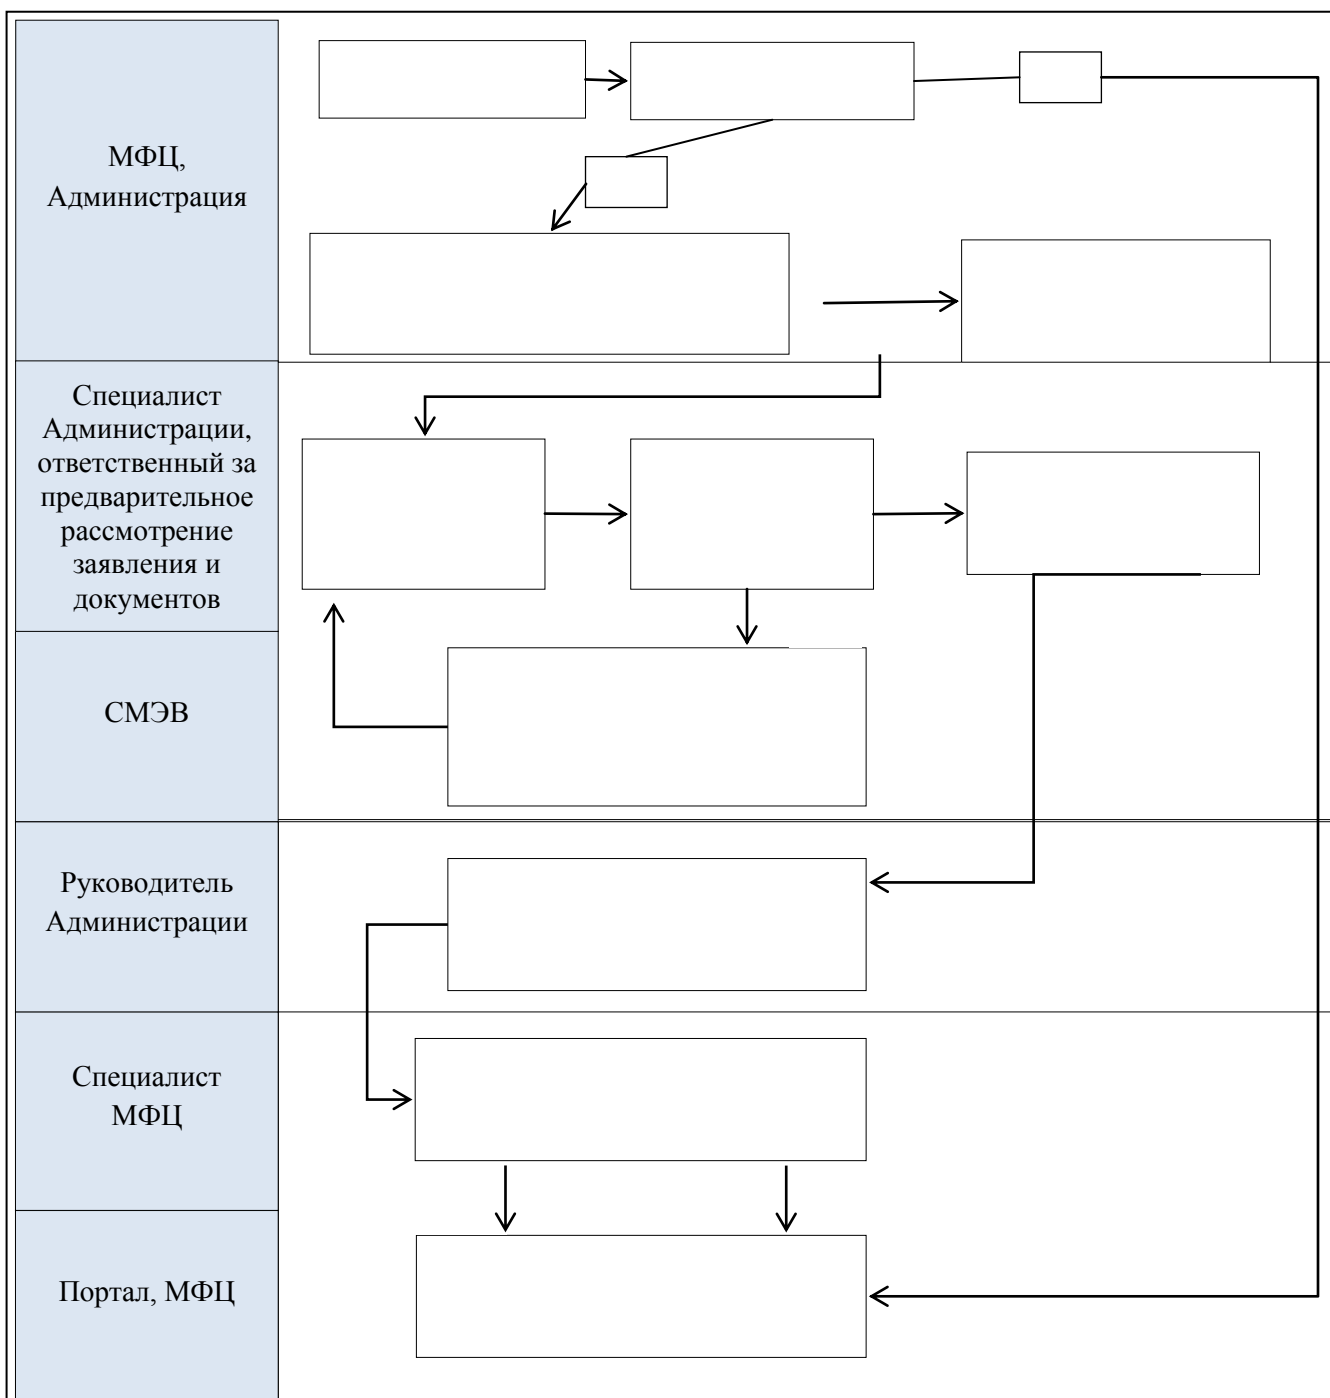 МФЦ,
Администрация
Специалист
Администрации,
ответственный за
предварительное
рассмотрение
заявления и
документов
СМЭВ
Руководитель
Администрации
Специалист
МФЦ
Портал, МФЦ